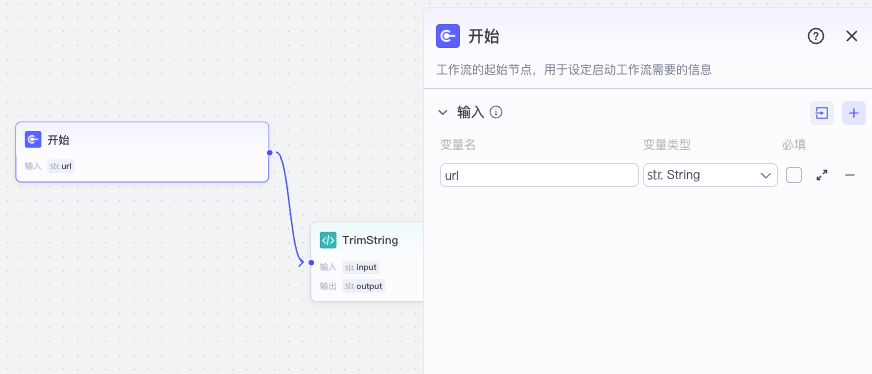 开始
输入 str. url
TrimString
输入 str. input
输出 str. output
开始
工作流的起始节点，用于设定启动工作流需要的信息
输入
变量名 变量类型 必填
url str. String